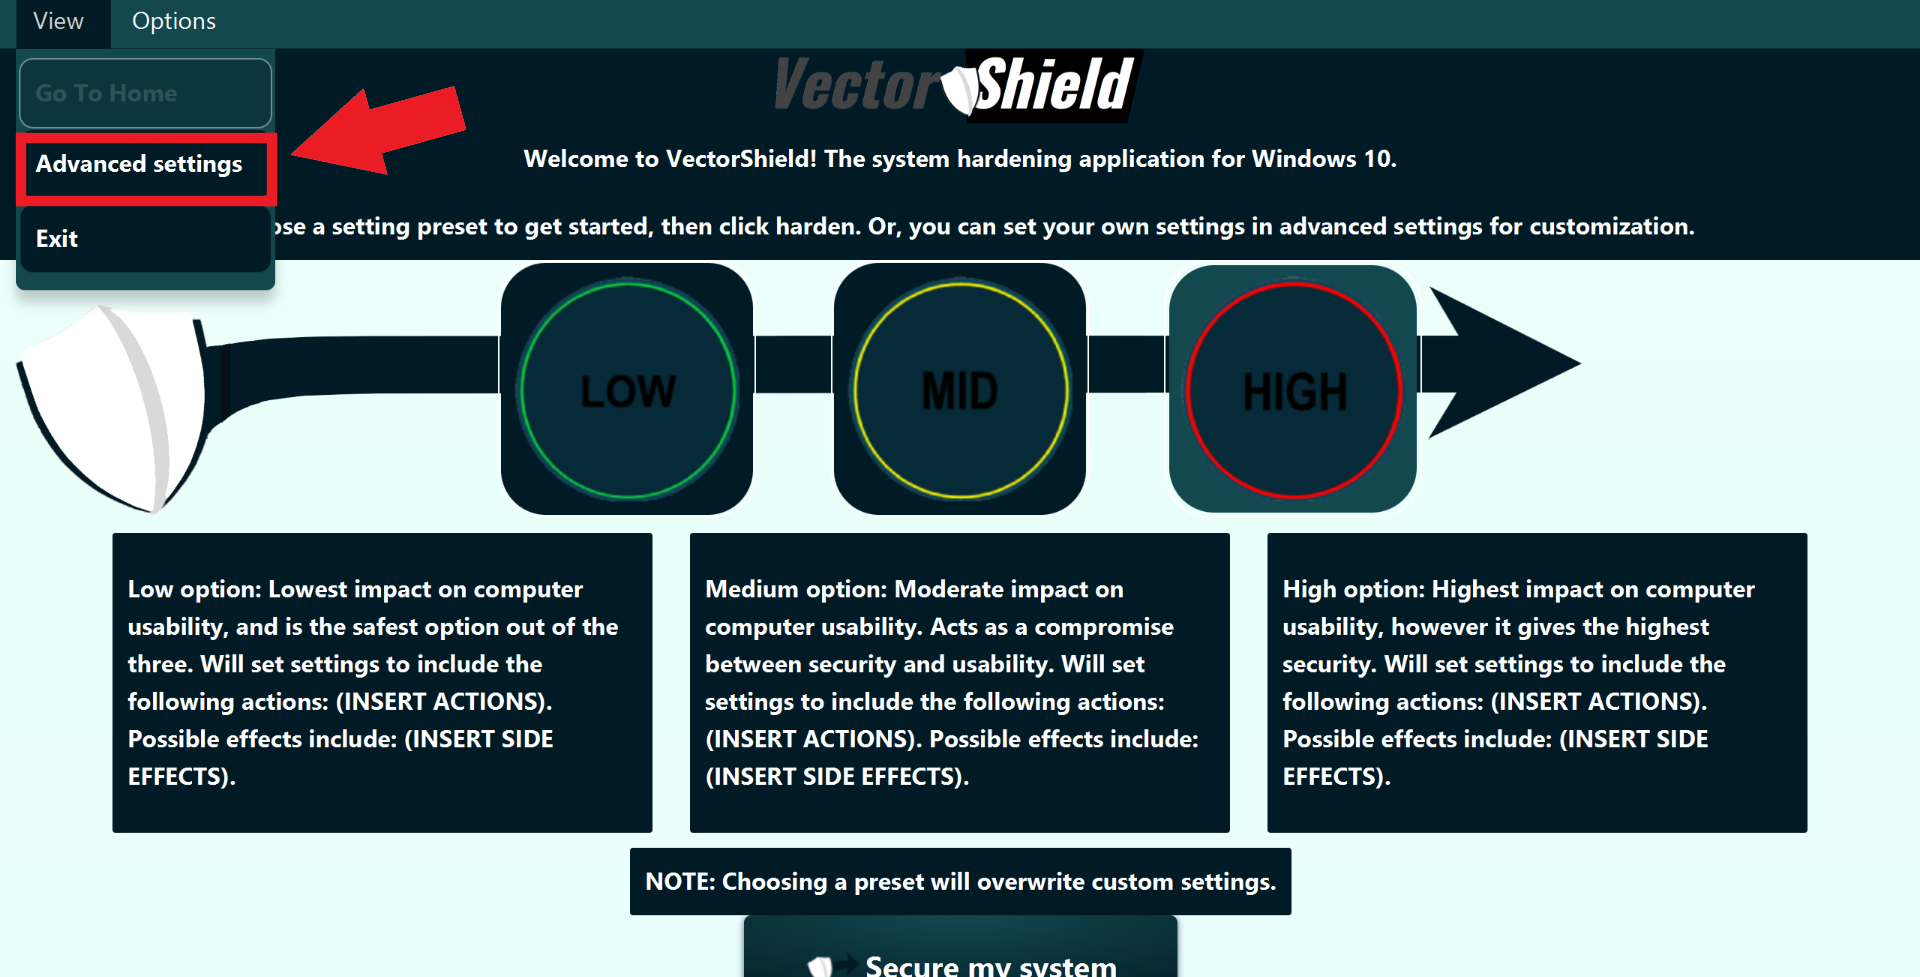 View Options
Go To Home
Advanced settings
Exit
VectorShield
Welcome to VectorShield! The system hardening application for Windows 10.
a setting preset to get started, then click harden. Or, you can set your own settings in advanced settings for customization.
LOW
MID
HIGH
Low option: Lowest impact on computer
usability, and is the safest option out of the
three. Will set settings to include the
following actions: (INSERT ACTIONS).
Possible effects include: (INSERT SIDE
EFFECTS).
Medium option: Moderate impact on
computer usability. Acts as a compromise
between security and usability. Will set
settings to include the following actions:
(INSERT ACTIONS). Possible effects include:
(INSERT SIDE EFFECTS).
High option: Highest impact on computer
usability, however it gives the highest
security. Will set settings to include the
following actions: (INSERT ACTIONS).
Possible effects include: (INSERT SIDE
EFFECTS).
NOTE: Choosing a preset will overwrite custom settings.
Secure my system